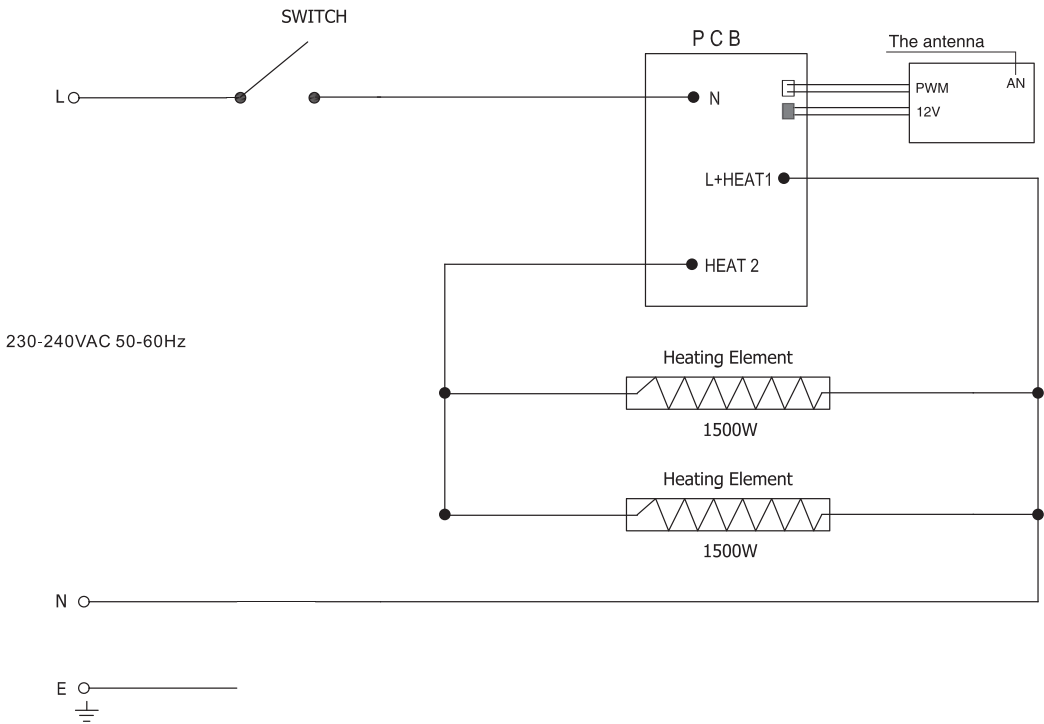 SWITCH
P C B
The antenna
L
N
PWM
AN
12V
L+HEAT1
HEAT 2
230-240VAC 50-60Hz
Heating Element
1500W
Heating Element
1500W
N
E